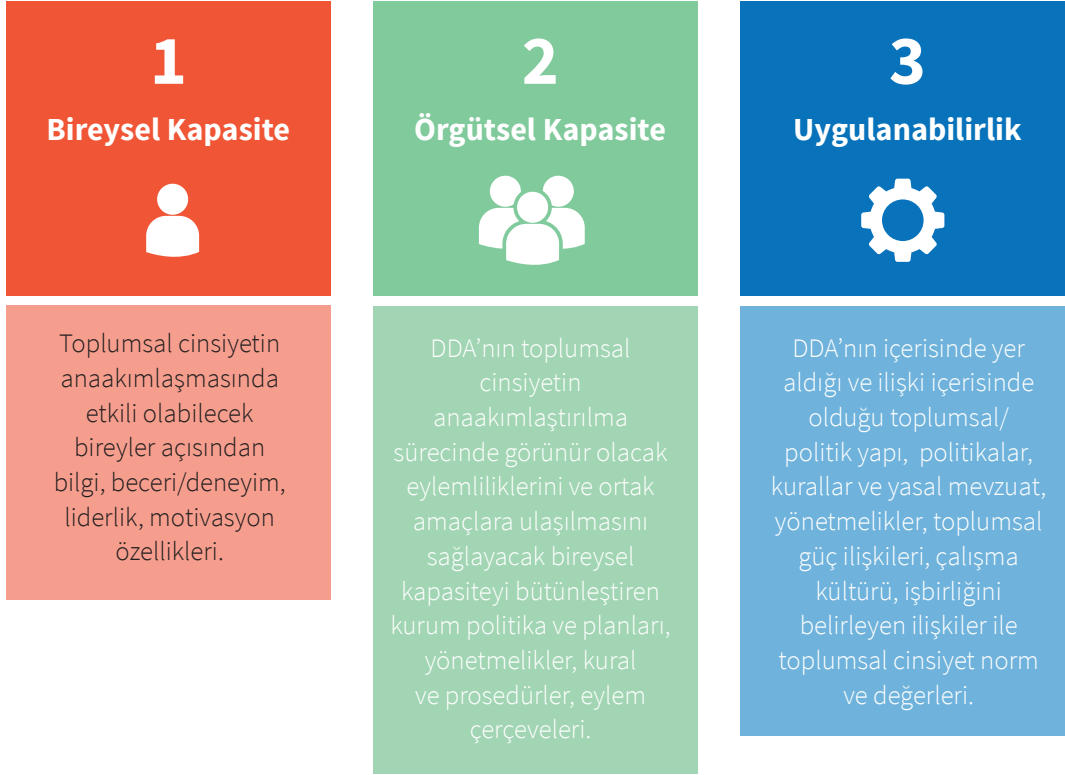 1
Bireysel Kapasite
Toplumsal cinsiyetin
anaakımlaşmasında
etkili olabilecek
bireyler açısından
bilgi, beceri/deneyim,
liderlik, motivasyon
özellikleri.
2
Örgütsel Kapasite
DDA’nın toplumsal
cinsiyetin
anaakımlaştırılma
sürecinde görünür olacak
eylemliliklerini ve ortak
amaçlara ulaşılmasını
sağlayacak bireysel
kapasiteyi bütünleştiren
kurum politika ve planları,
yönetmelikler, kural
ve prosedürler, eylem
çerçeveleri.
3
Uygulanabilirlik
DDA’nın içerisinde yer
aldığı ve ilişki içerisinde
olduğu toplumsal/
politik yapı, politikalar,
kurallar ve yasal mevzuat,
yönetmelikler, toplumsal
güç ilişkileri, çalışma
kültürü, işbirliğini
belirleyen ilişkiler ile
toplumsal cinsiyet norm
ve değerleri.